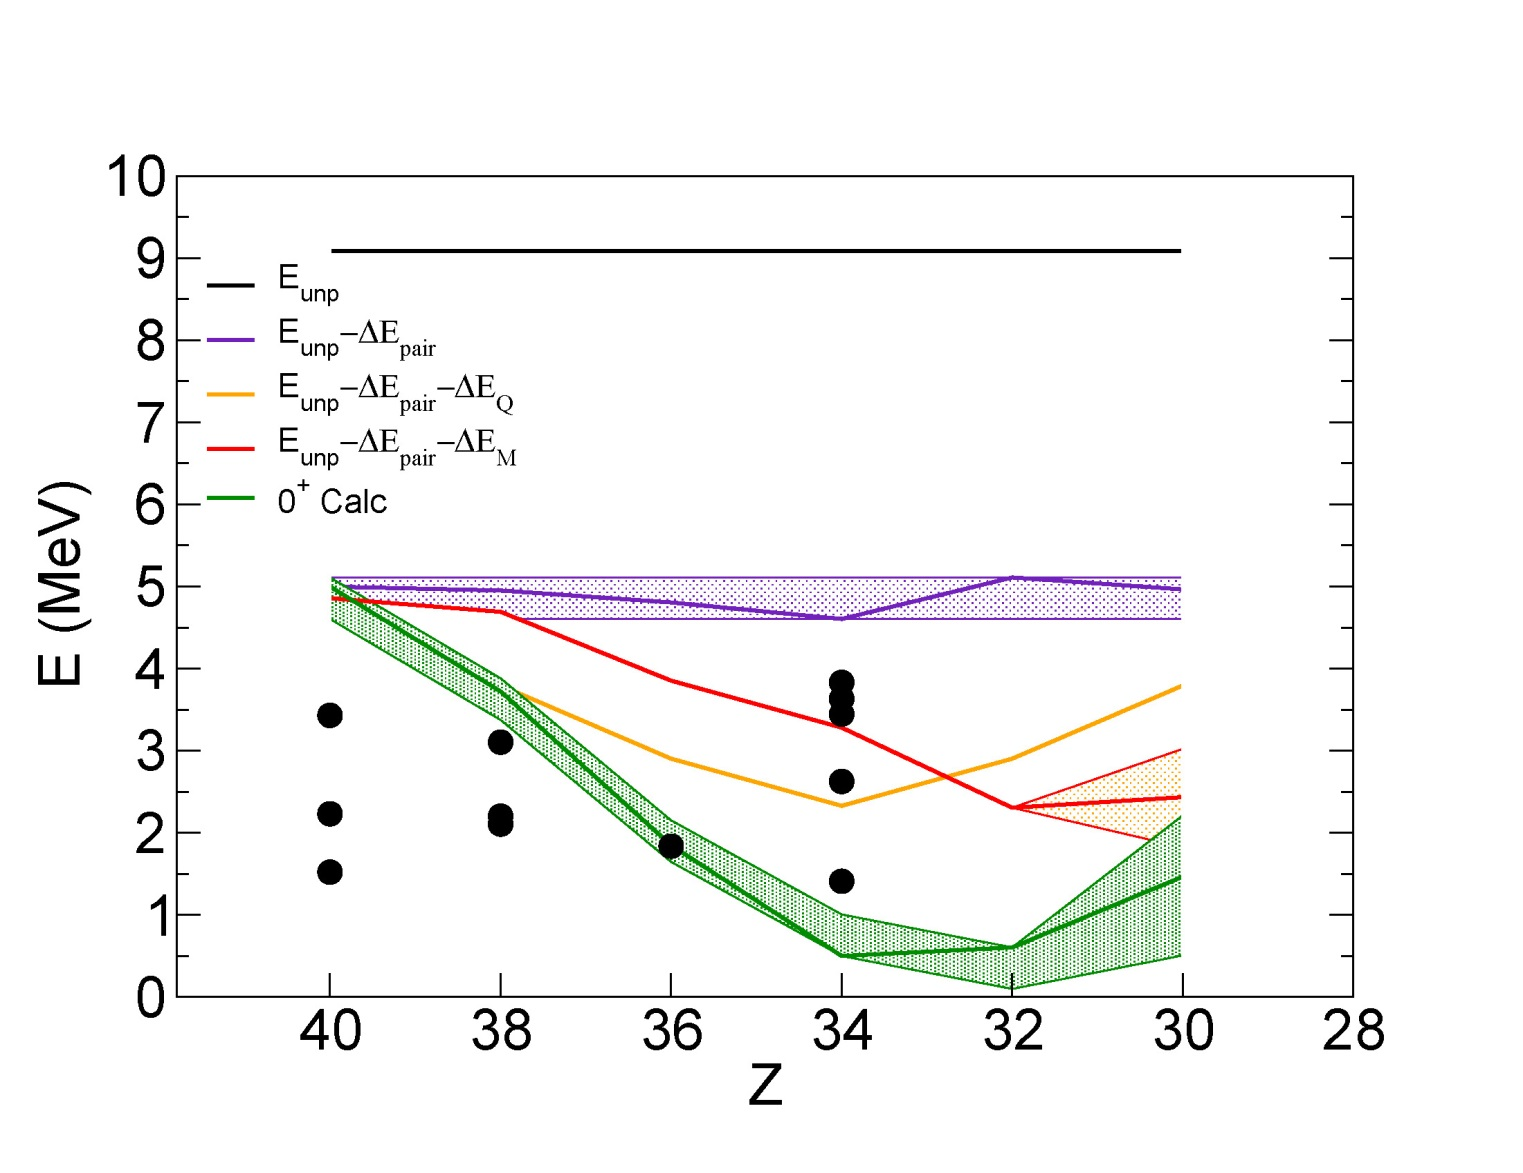 10
9
8
7
6
5
4
3
2
1
0
E (MeV)
E_unp
E_unp−ΔE_pair
E_unp−ΔE_pair−ΔE_Q
E_unp−ΔE_pair−ΔE_M
0^+ Calc
40 38 36 34 32 30 28
Z